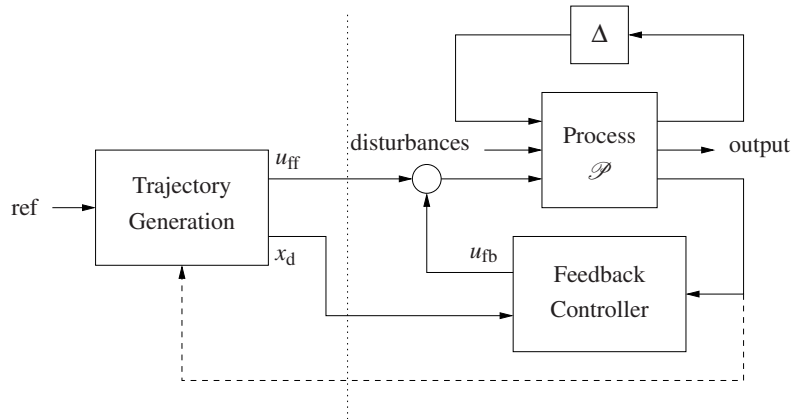 Δ
Process
𝒫
disturbances
output
u_ff
Trajectory
Generation
ref
x_d
u_fb
Feedback
Controller